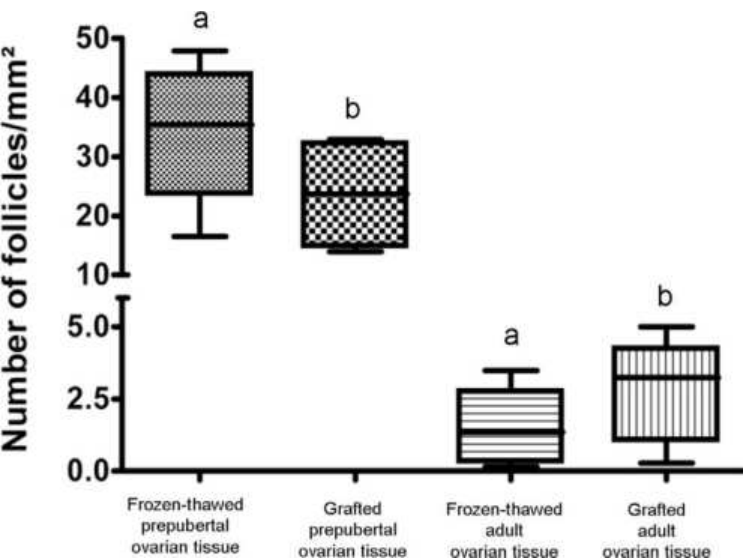 Number of follicles/mm²
50
40
30
20
10
5.0
2.5
0.0
a
b
a
b
Frozen-thawed
prepubertal
ovarian tissue
Grafted
prepubertal
ovarian tissue
Frozen-thawed
adult
ovarian tissue
Grafted
adult
ovarian tissue